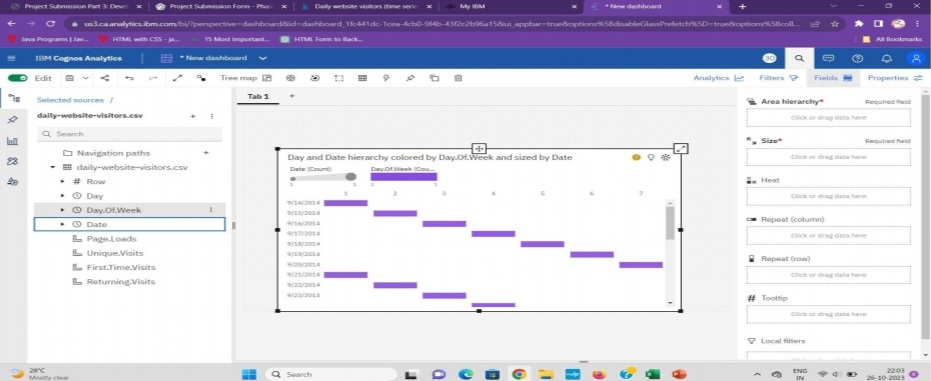 Project Submission Part 3: Devel
Project Submission Form - Phas
Daily website visitors (time serie
My IBM
* New dashboard
us3.ca.analytics.ibm.com/bi/?perspective=dashboard&id=dashboard_1fc441dc-1cea-4cb0-9f4b-43f2c2b96a15&ui_appbar=true&options%5BdisableGlassPrefetch%5D=true&options%5Bcoll...
Java Programs | Jav...
HTML with CSS - ja...
15 Most Important...
HTML Form to Back...
All Bookmarks
IBM Cognos Analytics
* New dashboard
30
Edit
Tree map
Analytics
Filters
Fields
Properties
Selected sources /
daily-website-visitors.csv
Search
Navigation paths
daily-website-visitors.csv
# Row
Day
Day.Of.Week
Date
Page.Loads
Unique.Visits
First.Time.Visits
Returning.Visits
Tab 1
Day and Date hierarchy colored by Day.Of.Week and sized by Date
Date (Count)
Day.Of.Week (Cou...
1 1 1 1
1 2 3 4 5 6 7
9/14/2014
9/15/2014
9/16/2014
9/17/2014
9/18/2014
9/19/2014
9/20/2014
9/21/2014
9/22/2014
9/23/2014
Area hierarchy*
Required field
Click or drag data here
Size*
Required field
Click or drag data here
Heat
Click or drag data here
Repeat (column)
Click or drag data here
Repeat (row)
Click or drag data here
# Tooltip
Click or drag data here
Local filters
28°C
Mostly clear
Search
ENG
IN
22:03
26-10-2023